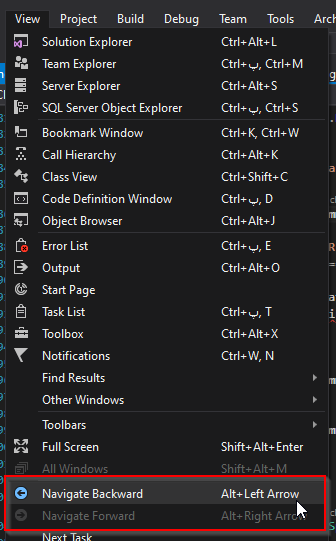 View Project Build Debug Team Tools Arc
Solution Explorer Ctrl+Alt+L
Team Explorer Ctrl+ب, Ctrl+M
Server Explorer Ctrl+Alt+S
SQL Server Object Explorer Ctrl+ب, Ctrl+S
Bookmark Window Ctrl+K, Ctrl+W
Call Hierarchy Ctrl+Alt+K
Class View Ctrl+Shift+C
Code Definition Window Ctrl+ب, D
Object Browser Ctrl+Alt+J
Error List Ctrl+ب, E
Output Ctrl+Alt+O
Start Page
Task List Ctrl+ب, T
Toolbox Ctrl+Alt+X
Notifications Ctrl+W, N
Find Results
Other Windows
Toolbars
Full Screen Shift+Alt+Enter
All Windows Shift+Alt+M
Navigate Backward Alt+Left Arrow
Navigate Forward Alt+Right Arrow
Next Task